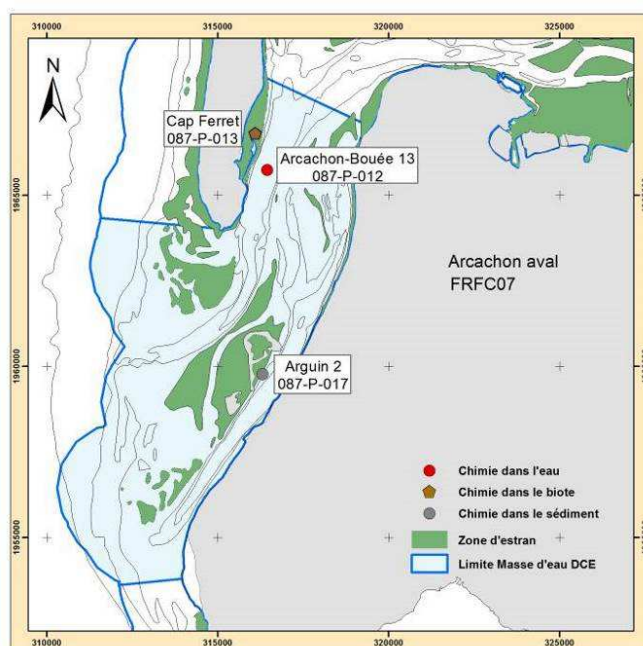 310000 315000 320000 325000
N
Cap Ferret
087-P-013
Arcachon-Bouée 13
087-P-012
1965000
Arcachon aval
FRFC07
1960000
Arguin 2
087-P-017
Chimie dans l'eau
Chimie dans le biote
Chimie dans le sédiment
Zone d'estran
Limite Masse d'eau DCE
1955000
310000 315000 320000 325000